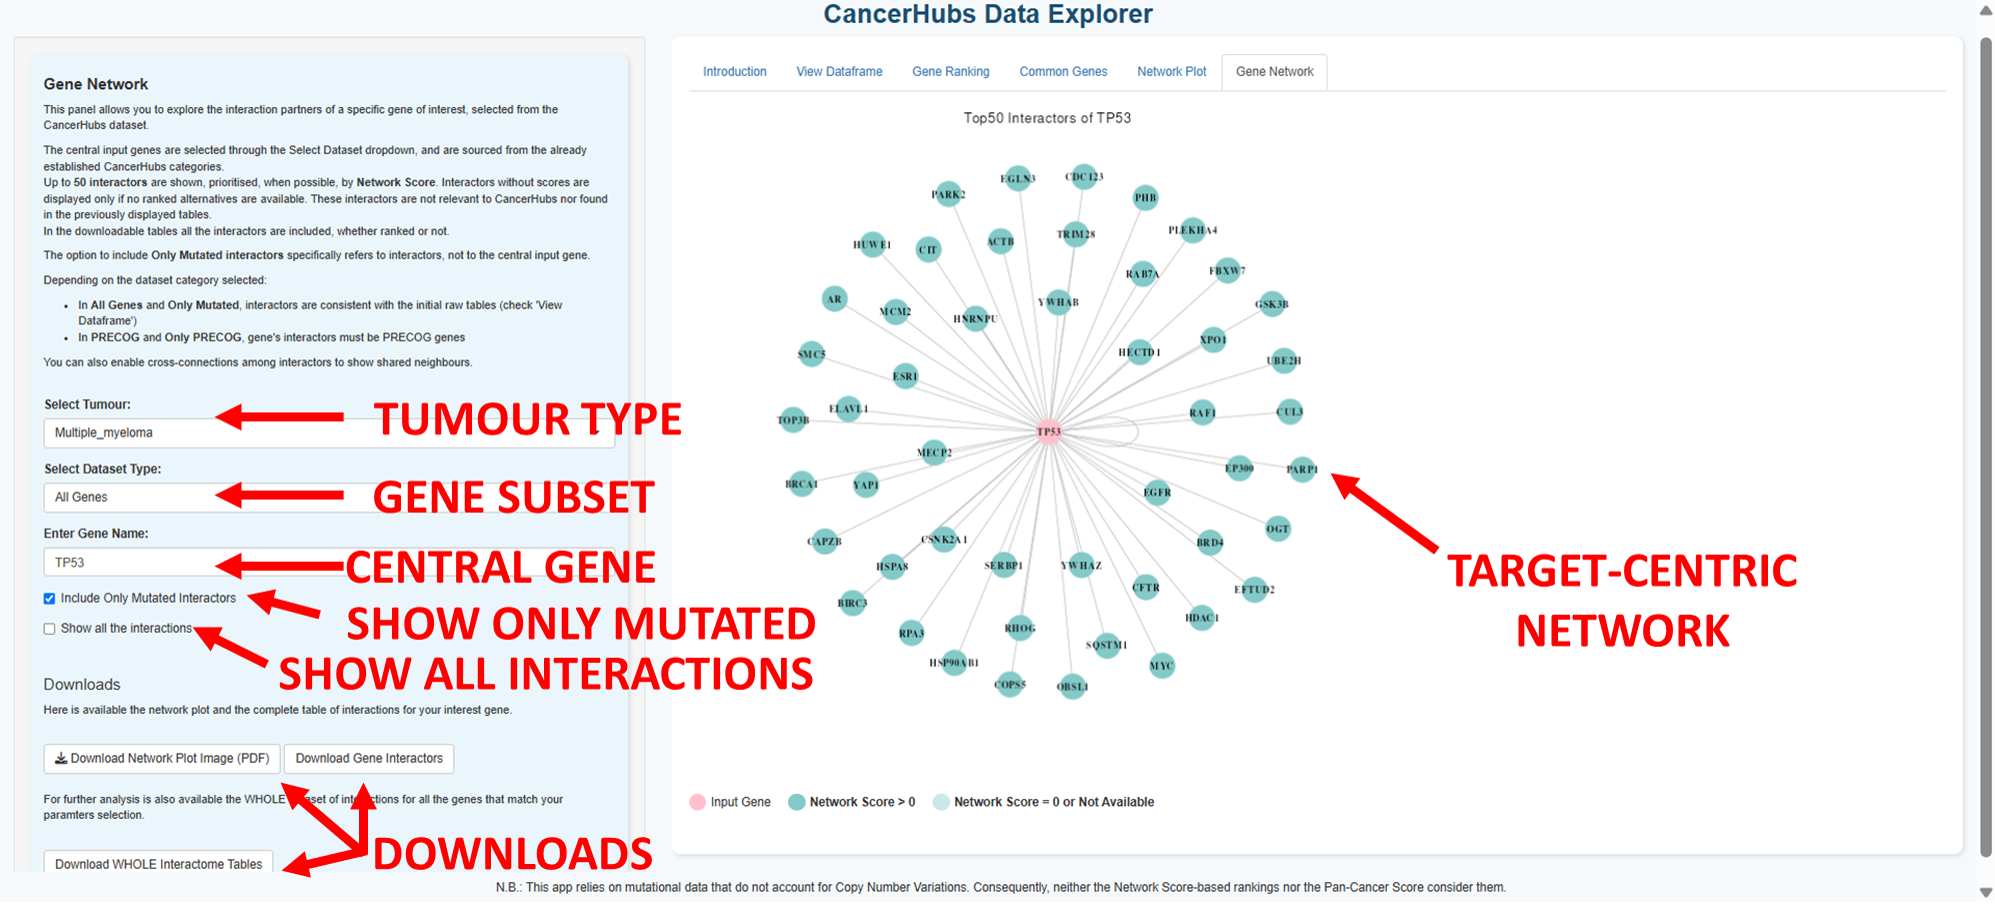 CancerHubs Data Explorer
Gene Network
This panel allows you to explore the interaction partners of a specific gene of interest, selected from the
CancerHubs dataset.
The central input genes are selected through the Select Dataset dropdown, and are sourced from the already
established CancerHubs categories.
Up to 50 interactors are shown, prioritised, when possible, by Network Score. Interactors without scores are
displayed only if no ranked alternatives are available. These interactors are not relevant to CancerHubs nor found
in the previously displayed tables.
In the downloadable tables all the interactors are included, whether ranked or not.
The option to include Only Mutated interactors specifically refers to interactors, not to the central input gene.
Depending on the dataset category selected:
• In All Genes and Only Mutated, interactors are consistent with the initial raw tables (check 'View
Dataframe')
• In PRECOG and Only PRECOG, gene's interactors must be PRECOG genes
You can also enable cross-connections among interactors to show shared neighbours.
Select Tumour:
Multiple_myeloma
TUMOUR TYPE
Select Dataset Type:
All Genes
GENE SUBSET
Enter Gene Name:
TP53
CENTRAL GENE
Include Only Mutated Interactors
SHOW ONLY MUTATED
Show all the interactions
SHOW ALL INTERACTIONS
Downloads
Here is available the network plot and the complete table of interactions for your interest gene.
Download Network Plot Image (PDF)
Download Gene Interactors
For further analysis is also available the WHOLE interactions for all the genes that match your
paramters selection.
DOWNLOADS
Download WHOLE Interactome Tables
Introduction
View Dataframe
Gene Ranking
Common Genes
Network Plot
Gene Network
Top50 Interactors of TP53
EGLN3
CDC123
PARK2
PHB
PLEKHA4
TRIM28
ACTB
HUWE1
CIT
RAB7A
FBXW7
AR
YWHAB
GSK3B
MCM2
HNRNPU
XPO1
SMC5
HECTD1
UBE2H
ESR1
ELAVL1
RAF1
CUL3
TOP3B
TP53
MECP2
EP300
PARP1
BRCA1
YAP1
EGFR
OGT
CAPZB
CSNK2A1
BRD4
HSPA8
SERBP1
YWHAZ
CFTR
EFTUD2
BIRC3
HDAC1
RPA3
RHOG
SQSTM1
HSP90AB1
MYC
COPS5
OBSL1
TARGET-CENTRIC
NETWORK
Input Gene
Network Score > 0
Network Score = 0 or Not Available
N.B.: This app relies on mutational data that do not account for Copy Number Variations. Consequently, neither the Network Score-based rankings nor the Pan-Cancer Score consider them.